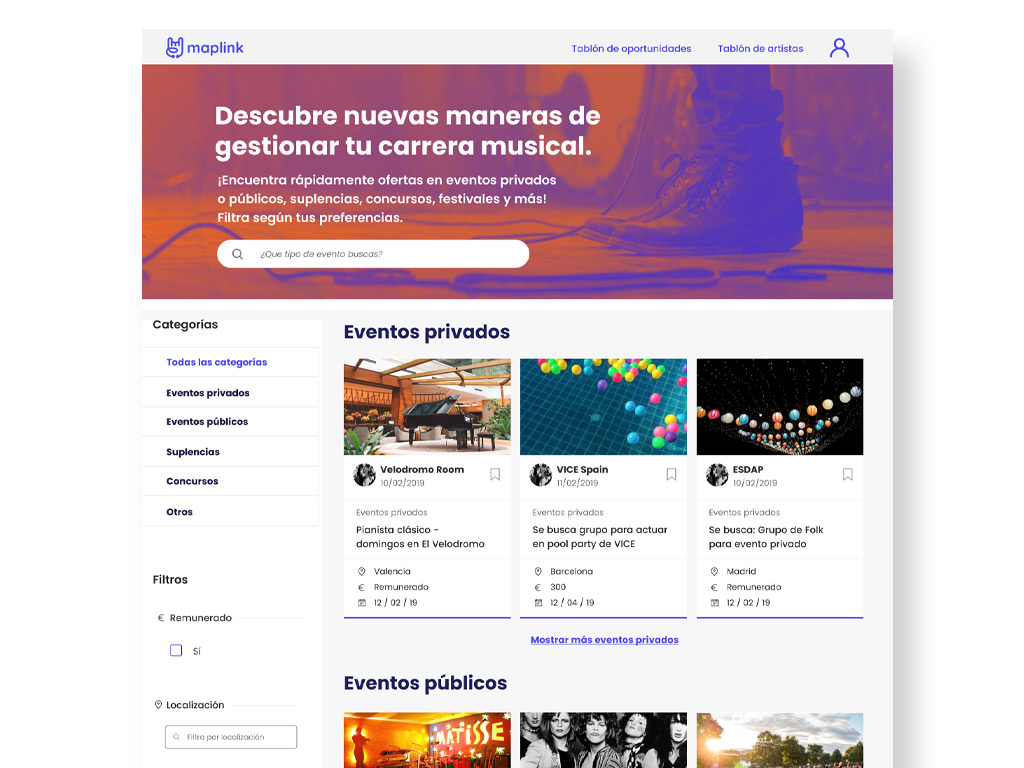 maplink
Tablón de oportunidades
Tablón de artistas
Descubre nuevas maneras de
gestionar tu carrera musical.
¡Encuentra rápidamente ofertas en eventos privados
o públicos, suplencias, concursos, festivales y más!
Filtra según tus preferencias.
¿Que tipo de evento buscas?
Categorías
Todas las categorías
Eventos privados
Eventos públicos
Suplencias
Concursos
Otros
Filtros
€ Remunerado
Sí
Localización
Filtra por localización
Eventos privados
Velodromo Room
10/02/2019
Eventos privados
Pianista clásico -
domingos en El Velodromo
Valencia
€ Remunerado
12 / 02 / 19
VICE Spain
11/02/2019
Eventos privados
Se busca grupo para actuar
en pool party de VICE
Barcelona
€ 300
12 / 04 / 19
ESDAP
10/02/2019
Eventos privados
Se busca: Grupo de Folk
para evento privado
Madrid
€ Remunerado
12 / 02 / 19
Mostrar más eventos privados
Eventos públicos
MATISSE